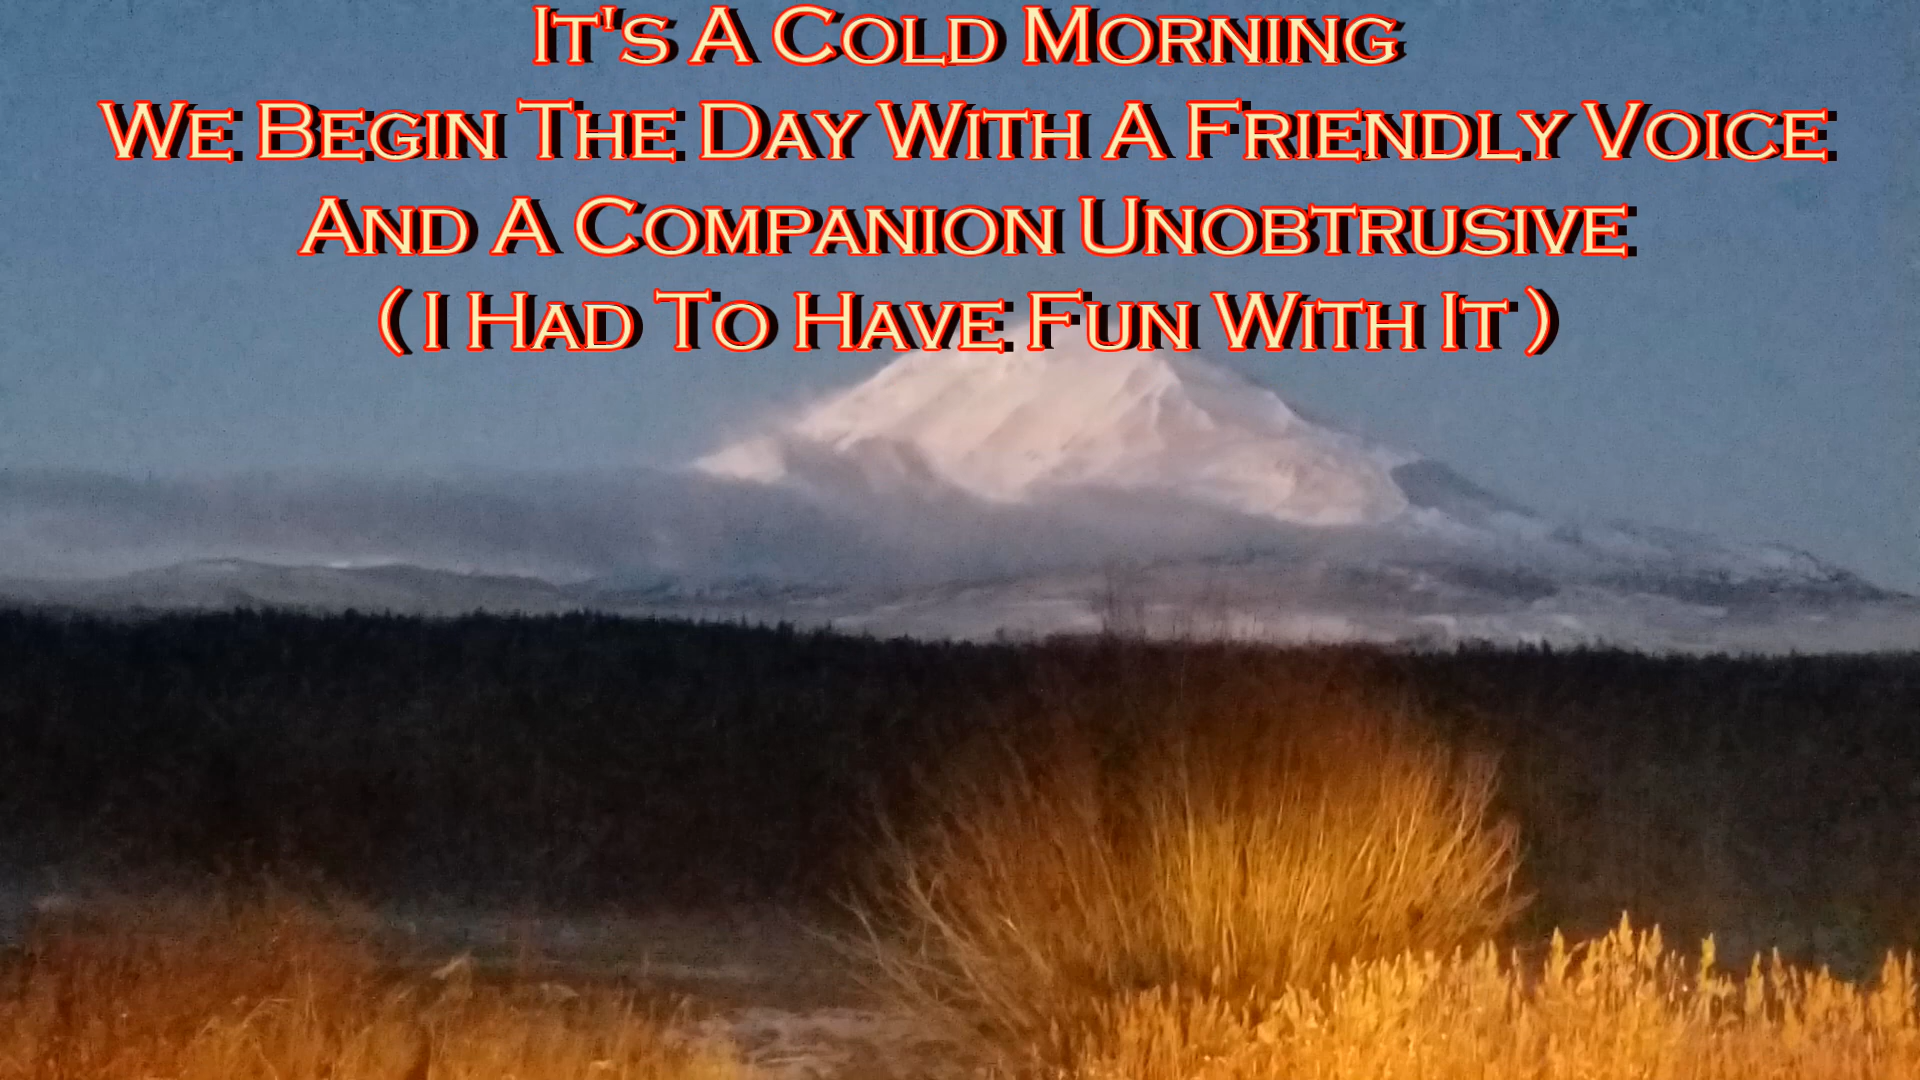 It's A Cold Morning
We Begin The Day With A Friendly Voice
And A Companion Unobtrusive
( I Had To Have Fun With It )